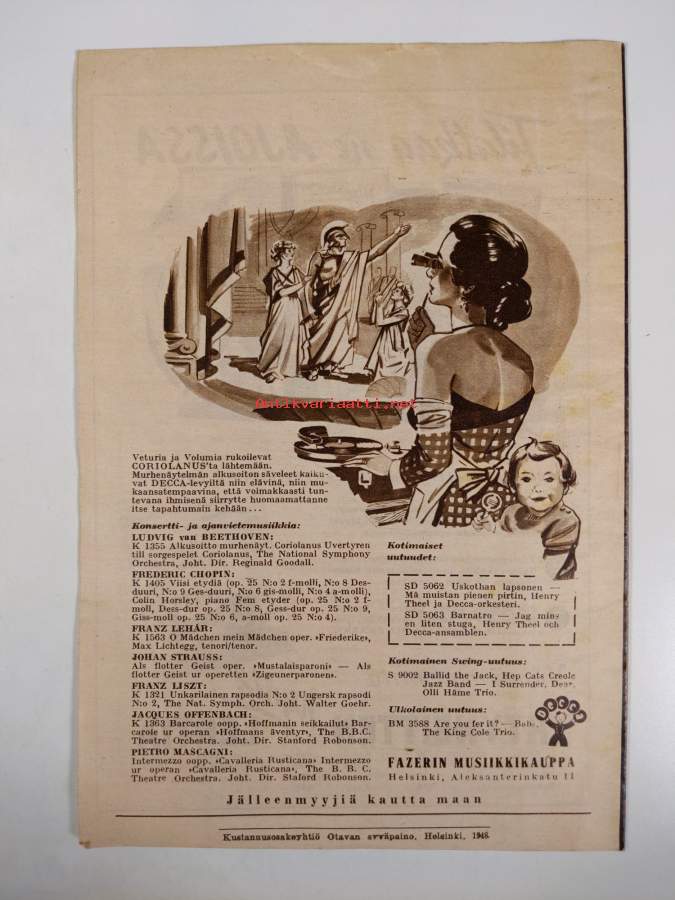 Antikvariaatti.net
Veturia ja Volumia rukoilevat
CORIOLANUS'ta lähtemään.
Murhenäytelmän alkusoiton säveleet kaiku-
vat DECCA-levyiltä niin elävinä, niin mu-
kaansatempaavina, että voimakkaasti tun-
tevana ihmisenä siirrytte huomaamattanne
itse tapahtumain kehään...
Konsertti- ja ajanvietemusiikkia:
LUDVIG van BEETHOVEN:
K 1355 Alkusoitto murhenäyt. Coriolanus Uvertyren
till sorgespelet Coriolanus, The National Symphony
Orchestra, Joht. Dir. Reginald Goodall.
FREDERIC CHOPIN:
K 1405 Viisi etydiä (op. 25 N:o 2 f-molli, N:o 8 Des-
duuri, N:o 9 Ges-duuri, N:o 6 gis-molli, N:o 4 a-molli),
Colin Horsley, piano Fem etyder (op. 25 N:o 2 f-
moll, Dess-dur op. 25 N:o 8, Gess-dur op. 25 N:o 9,
Giss-moll op. 25 N:o 6, a-moll op. 25 N:o 4).
FRANZ LEHÁR:
K 1563 O Mädchen mein Mädchen oper. »Friederike»,
Max Lichtegg, tenori/tenor.
JOHAN STRAUSS:
Als flotter Geist oper. »Mustalaisparoni» — Als
flotter Geist ur operetten »Zigeunerparonen».
FRANZ LISZT:
K 1321 Unkarilainen rapsodia N:o 2 Ungersk rapsodi
N:o 2, The Nat. Symph. Orch. Joht. Walter Goehr.
JACQUES OFFENBACH:
K 1363 Barcarole oopp. »Hoffmanin seikkailut» Bar-
carole ur operan »Hoffmans äventyr», The B.B.C.
Theatre Orchestra. Joht. Dir. Stanford Robonson.
PIETRO MASCAGNI:
Intermezzo oopp. »Cavalleria Rusticana» Intermezzo
ur operan »Cavalleria Rusticana», The B. B. C.
Theatre Orchestra. Joht. Dir. Staford Robonson.
Kotimaiset
uutuudet:
SD 5062 Uskothan lapsonen —
Mä muistan pienen pirtin, Henry
Theel ja Decca-orkesteri.
SD 5063 Barnatro — Jag mins
en liten stuga, Henry Theel och
Decca-ansamblen.
Kotimainen Swing-uutuus:
S 9002 Ballid the Jack, Hep Cats Creole
Jazz Band — I Surrender, Dear,
Olli Häme Trio.
Ulkolainen uutuus:
BM 3588 Are you fer it? —
The King Cole Trio.
DECCA
FAZERIN MUSIIKKIKAUPPA
Helsinki, Aleksanterinkatu 11
Jälleenmyyjiä kautta maan
Kustannusosakeyhtiö Otavan syväpaino, Helsinki, 1948.